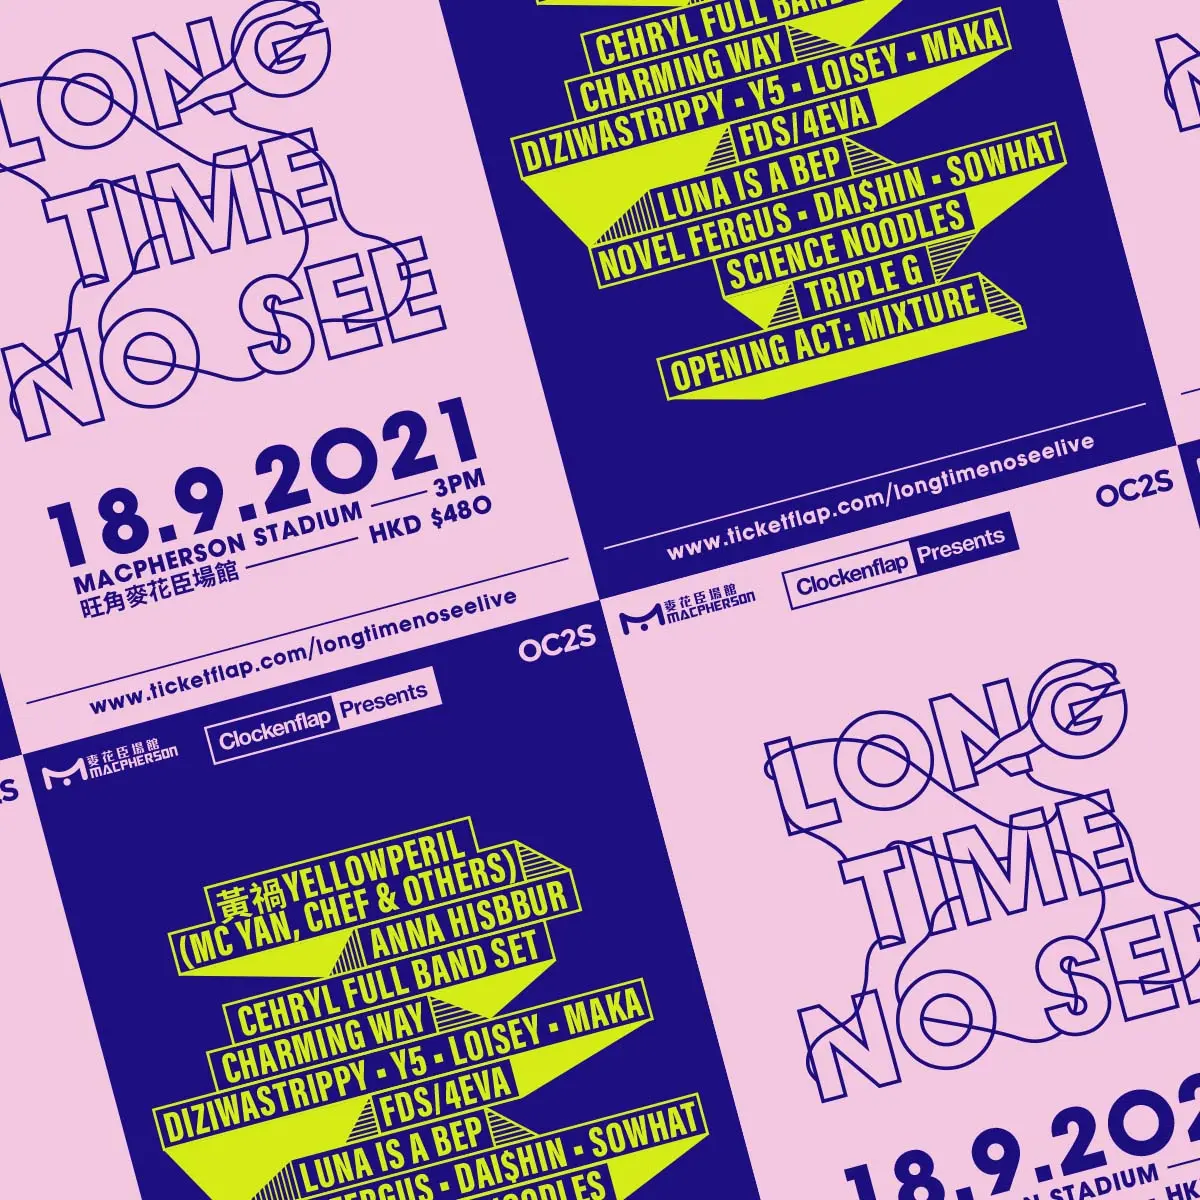 LONG
TIME
NO SEE
18.9.2021
MACPHERSON STADIUM 3PM
旺角麥花臣場館 HKD $480
www.ticketflap.com/longtimenoseelive
CEHRYL FULL BAND
CHARMING WAY
DIZIWASTRIPPY ▪ Y5 ▪ LOISEY ▪ MAKA
FDS/4EVA
LUNA IS A BEP
NOVEL FERGUS ▪ DAI$HIN ▪ SOWHAT
SCIENCE NOODLES
TRIPLE G
OPENING ACT: MIXTURE
www.ticketflap.com/longtimenoseelive
麥花臣場館
MACPHERSON
Clockenflap Presents
OC2S
黃禍YELLOWPERIL
(MC YAN, CHEF & OTHERS)
ANNA HISBBUR
CEHRYL FULL BAND SET
CHARMING WAY
DIZIWASTRIPPY ▪ Y5 ▪ LOISEY ▪ MAKA
FDS/4EVA
LUNA IS A BEP
FERGUS ▪ DAI$HIN ▪ SOWHAT
NOODLES
麥花臣場館
MACPHERSON
Clockenflap Presents
OC2S
LONG
TIME
NO SEE
18.9.202
STADIUM
HK